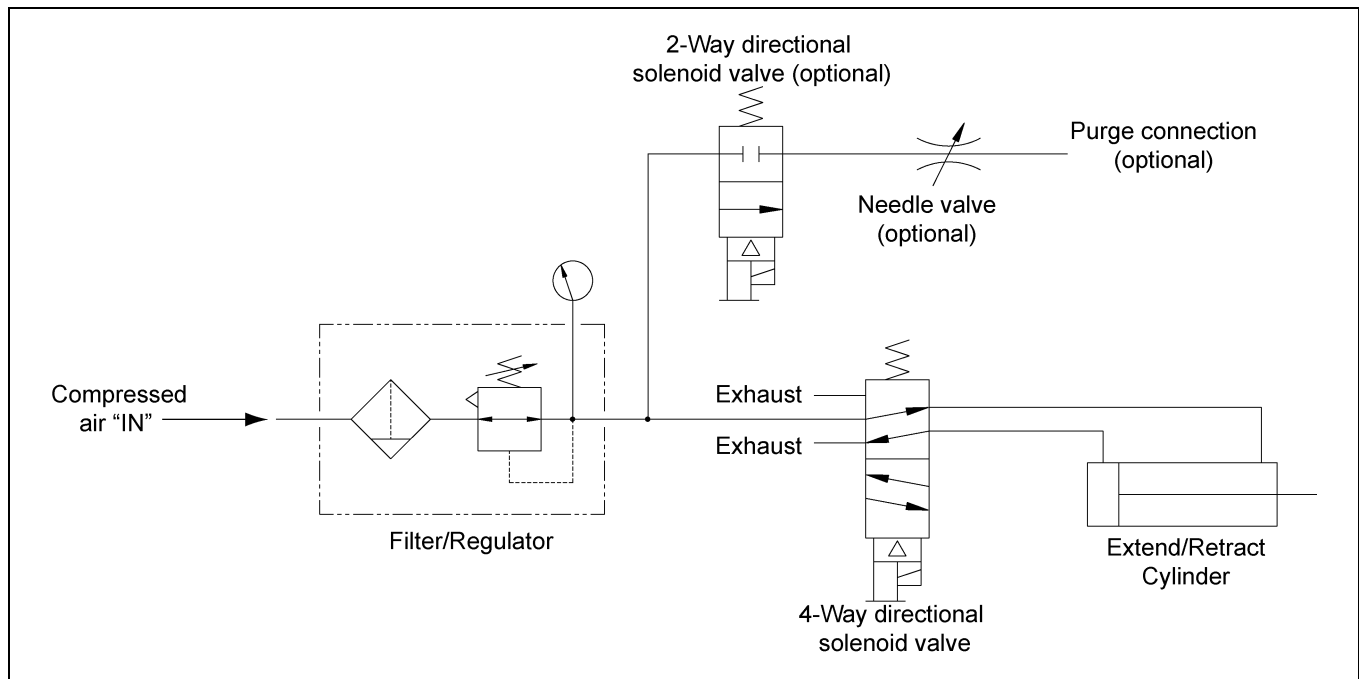 2-Way directional
solenoid valve (optional)
Purge connection
(optional)
Needle valve
(optional)
Compressed
air “IN”
Exhaust
Exhaust
Filter/Regulator
Extend/Retract
Cylinder
4-Way directional
solenoid valve